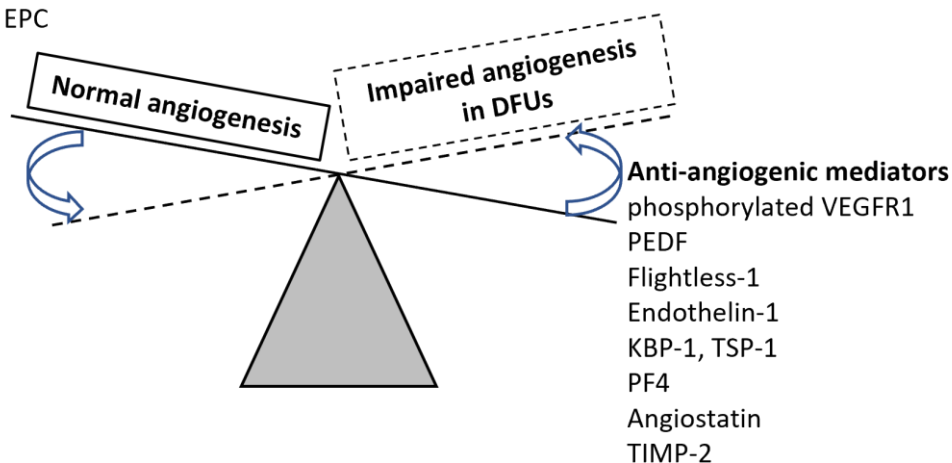 EPC
Normal angiogenesis
Impaired angiogenesis
in DFUs
Anti-angiogenic mediators
phosphorylated VEGFR1
PEDF
Flightless-1
Endothelin-1
KBP-1, TSP-1
PF4
Angiostatin
TIMP-2